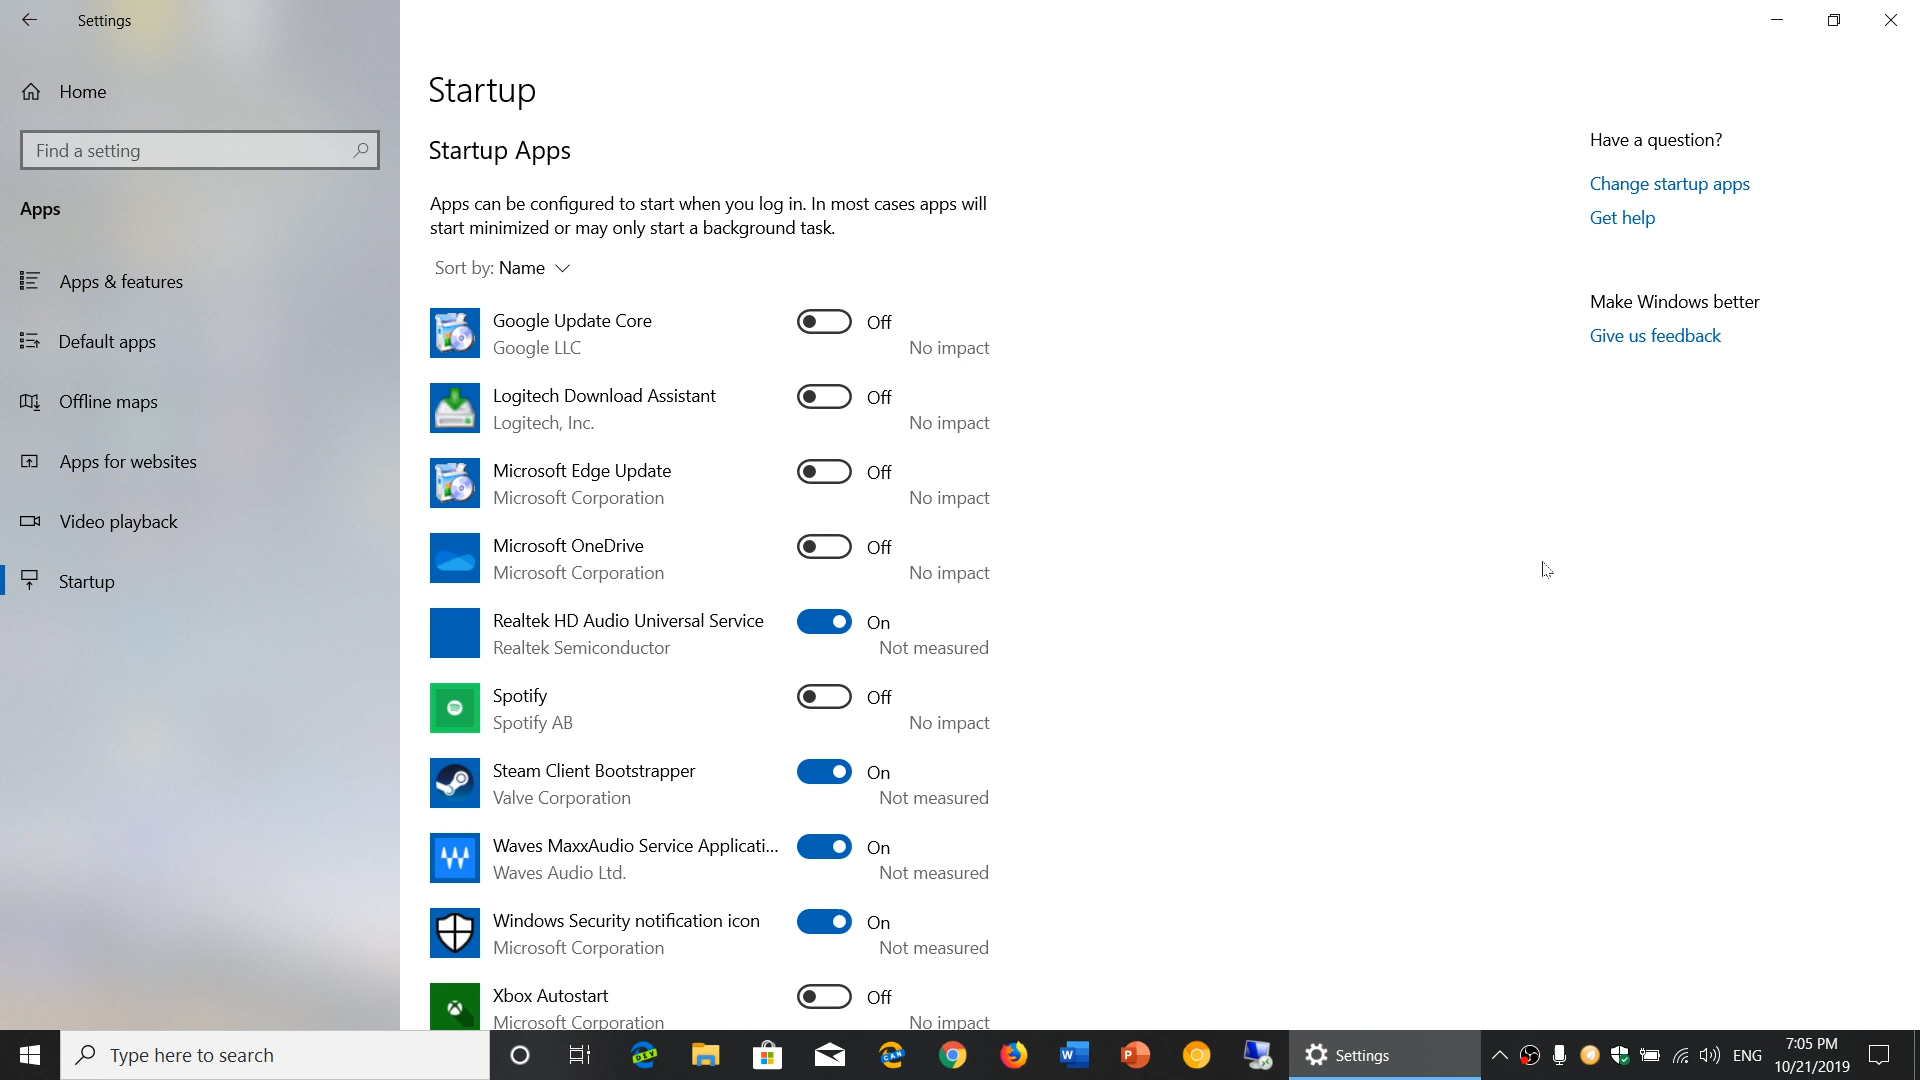 Settings
Home
Find a setting
Apps
Apps & features
Default apps
Offline maps
Apps for websites
Video playback
Startup
Startup
Startup Apps
Apps can be configured to start when you log in. In most cases apps will
start minimized or may only start a background task.
Sort by: Name
Google Update Core
Off
Google LLC
No impact
Logitech Download Assistant
Off
Logitech, Inc.
No impact
Microsoft Edge Update
Off
Microsoft Corporation
No impact
Microsoft OneDrive
Off
Microsoft Corporation
No impact
Realtek HD Audio Universal Service
On
Realtek Semiconductor
Not measured
Spotify
Off
Spotify AB
No impact
Steam Client Bootstrapper
On
Valve Corporation
Not measured
Waves MaxxAudio Service Applicati...
On
Waves Audio Ltd.
Not measured
Windows Security notification icon
On
Microsoft Corporation
Not measured
Xbox Autostart
Off
Microsoft Corporation
No impact
Have a question?
Change startup apps
Get help
Make Windows better
Give us feedback
Type here to search
DEV
CAN
Settings
ENG
7:05 PM
10/21/2019